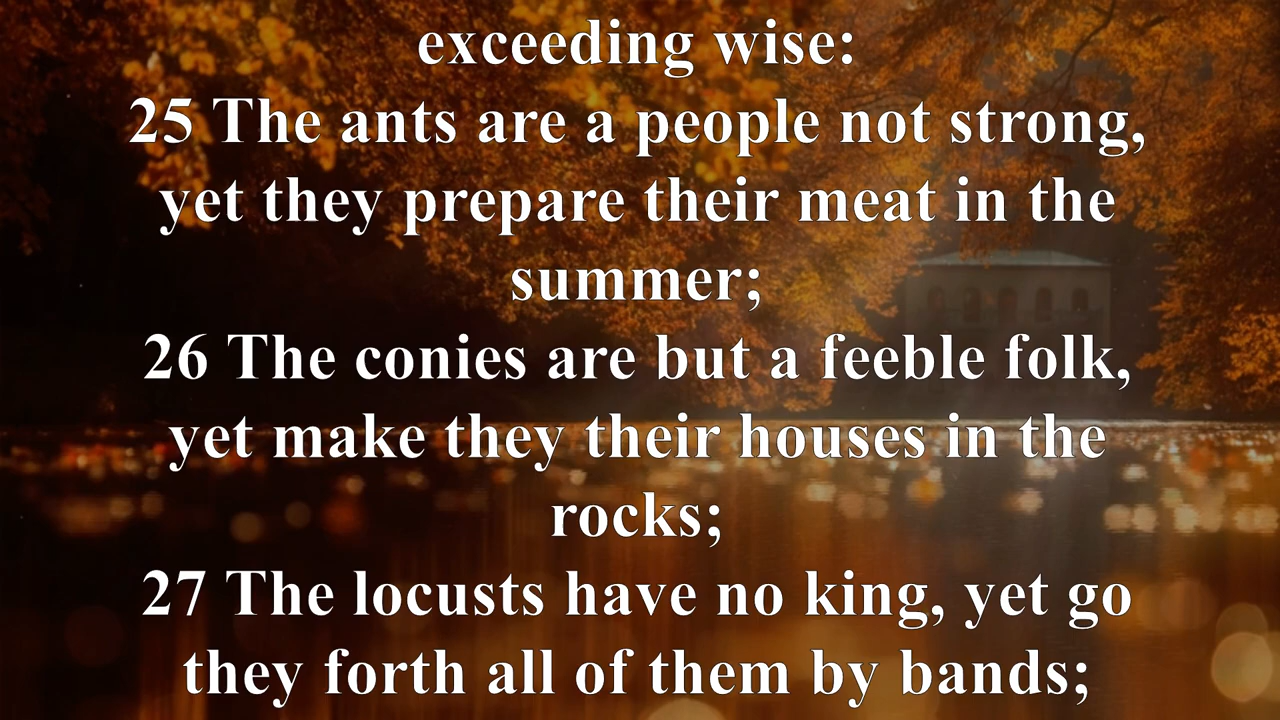 exceeding wise:
25 The ants are a people not strong,
yet they prepare their meat in the
summer;
26 The conies are but a feeble folk,
yet make they their houses in the
rocks;
27 The locusts have no king, yet go
they forth all of them by bands;